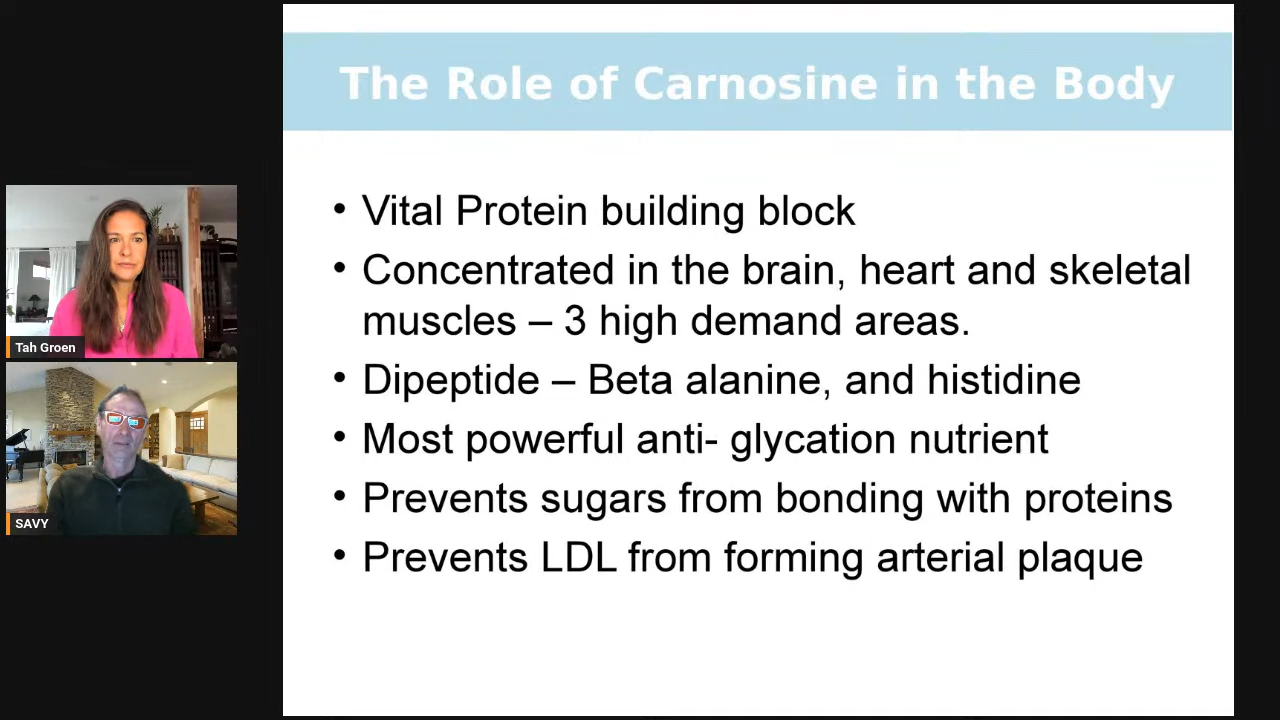 The Role of Carnosine in the Body
• Vital Protein building block
• Concentrated in the brain, heart and skeletal
muscles – 3 high demand areas.
• Dipeptide – Beta alanine, and histidine
• Most powerful anti- glycation nutrient
• Prevents sugars from bonding with proteins
• Prevents LDL from forming arterial plaque
Tah Groen
SAVY